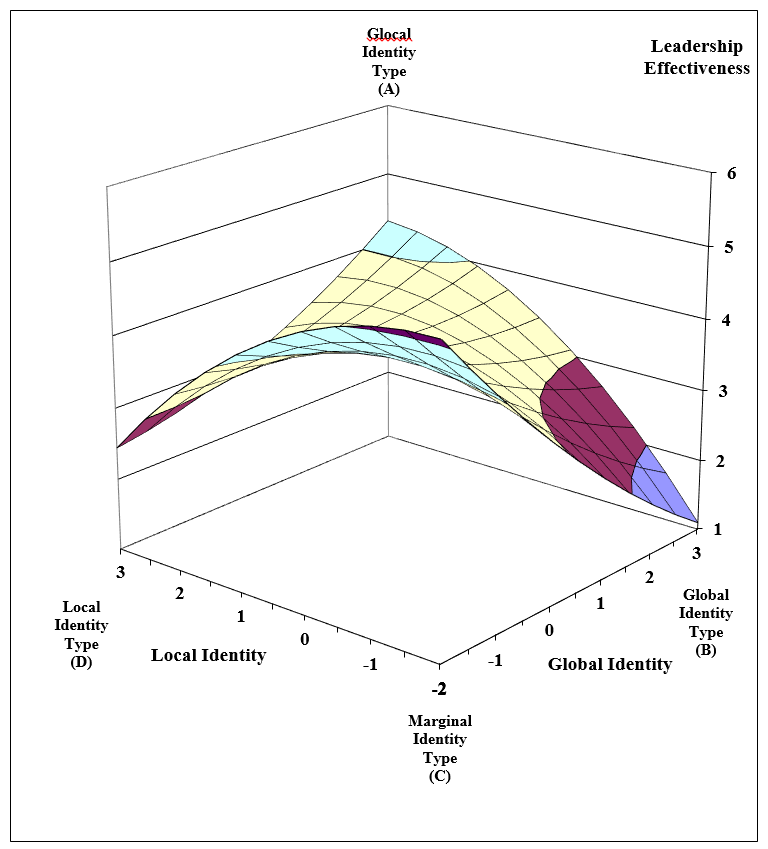 Glocal
Identity
Type
(A)
Leadership
Effectiveness
6
5
4
3
2
1
3
2
1
0
-1
-2
3
2
1
0
-1
Local
Identity
Type
(D)
Local Identity
Global Identity
Global
Identity
Type
(B)
Marginal
Identity
Type
(C)